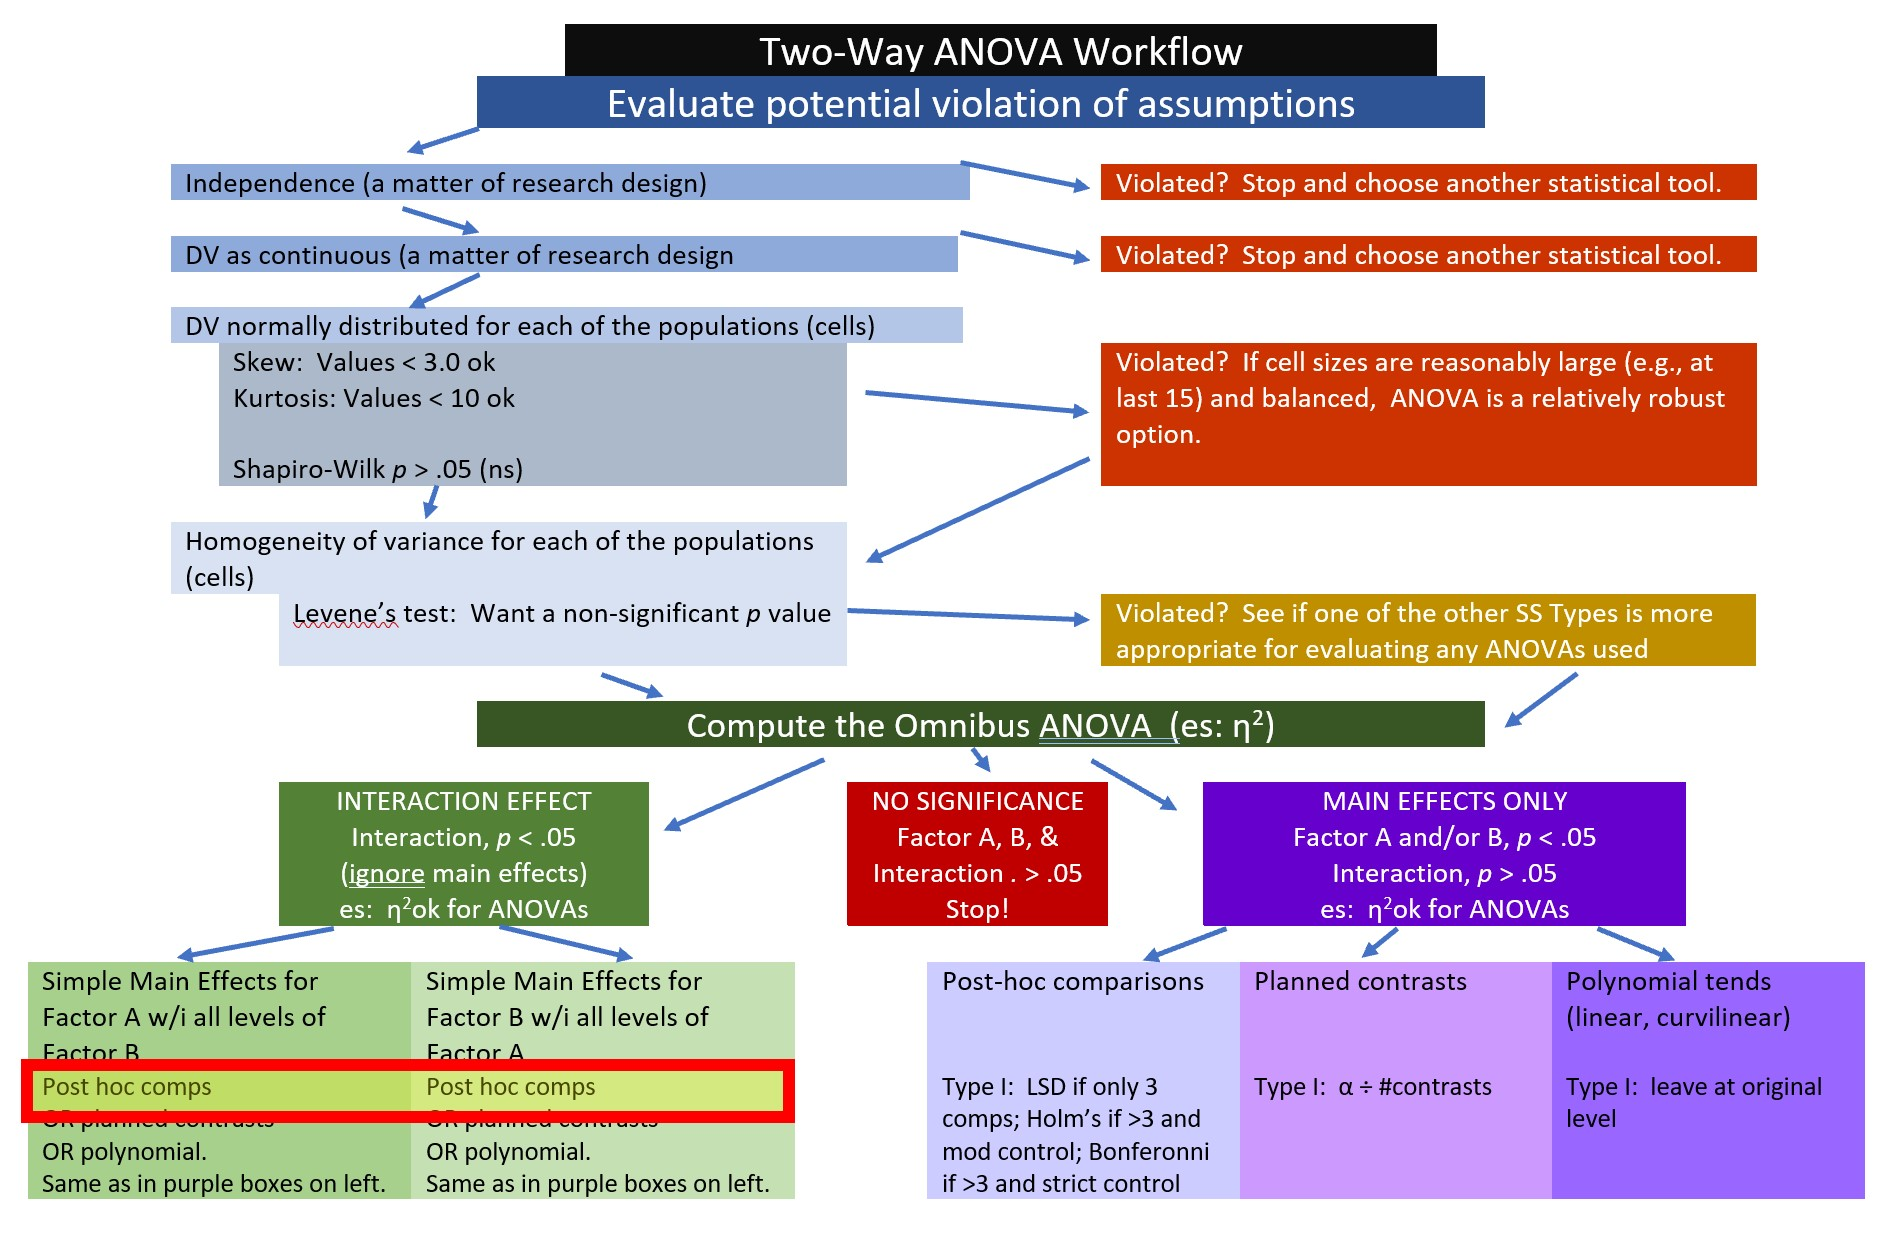 Two-Way ANOVA Workflow
Evaluate potential violation of assumptions
Independence (a matter of research design)
Violated?  Stop and choose another statistical tool.
DV as continuous (a matter of research design
Violated?  Stop and choose another statistical tool.
DV normally distributed for each of the populations (cells)
Skew:  Values < 3.0 ok
Kurtosis: Values < 10 ok
Shapiro-Wilk p > .05 (ns)
Violated?  If cell sizes are reasonably large (e.g., at
last 15) and balanced,  ANOVA is a relatively robust
option.
Homogeneity of variance for each of the populations
(cells)
Levene's test:  Want a non-significant p value
Violated?  See if one of the other SS Types is more
appropriate for evaluating any ANOVAs used
Compute the Omnibus ANOVA  (es: η²)
INTERACTION EFFECT
Interaction, p < .05
(ignore main effects)
es:  η²ok for ANOVAs
NO SIGNIFICANCE
Factor A, B, &
Interaction . > .05
Stop!
MAIN EFFECTS ONLY
Factor A and/or B, p < .05
Interaction, p > .05
es:  η²ok for ANOVAs
Simple Main Effects for
Factor A w/i all levels of
Factor B
Post hoc comps
OR planned contrasts
OR polynomial.
Same as in purple boxes on left.
Simple Main Effects for
Factor B w/i all levels of
Factor A
Post hoc comps
OR planned contrasts
OR polynomial.
Same as in purple boxes on left.
Post-hoc comparisons
Type I:  LSD if only 3
comps; Holm's if >3 and
mod control; Bonferonni
if >3 and strict control
Planned contrasts
Type I:  α ÷ #contrasts
Polynomial tends
(linear, curvilinear)
Type I:  leave at original
level